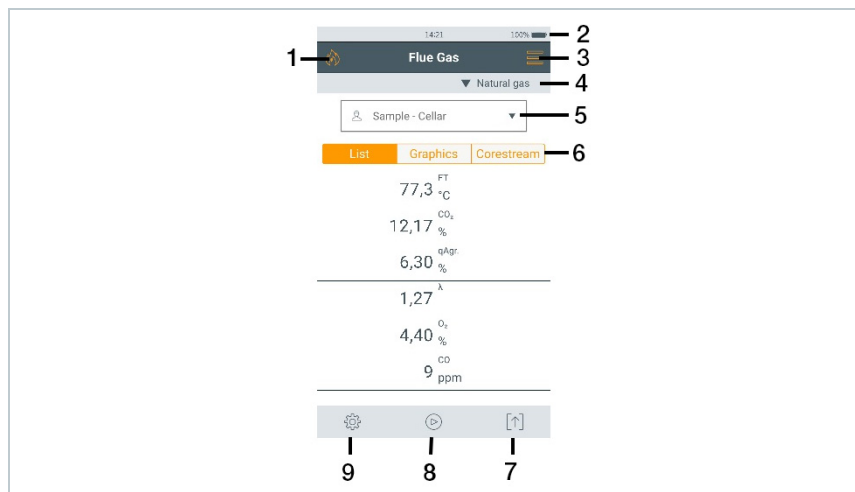 14:21 100% 2
1 Flue Gas 3
▼ Natural gas 4
Sample - Cellar ▼ 5
List Graphics Corestream 6
77,3 FT °C
12,17 CO₂ %
6,30 qAgr. %
1,27 λ
4,40 O₂ %
9 CO ppm
9 8 7